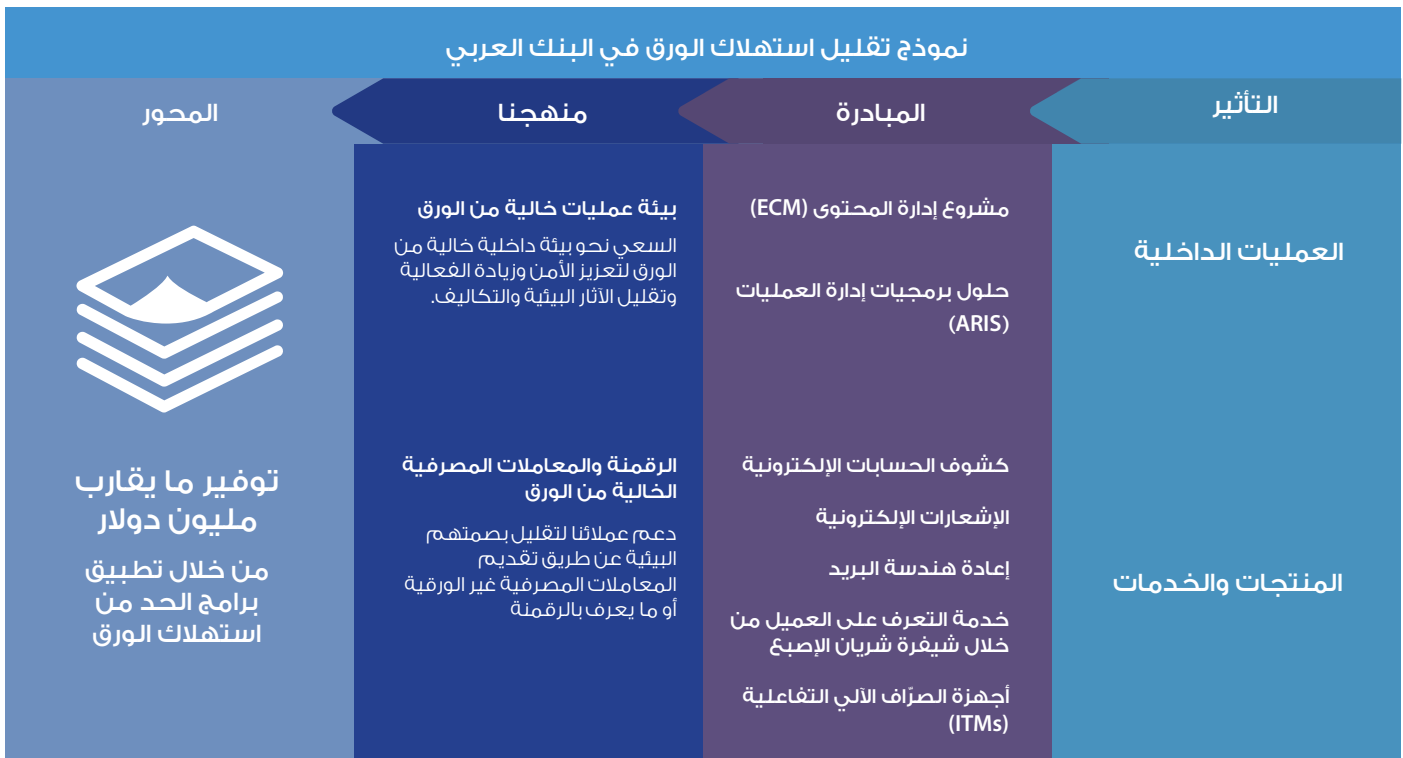 نموذج تقليل استهلاك الورق في البنك العربي
التأثير
المبادرة
منهجنا
المحور
العمليات الداخلية
مشروع إدارة المحتوى (ECM)
حلول برمجيات إدارة العمليات
(ARIS)
بيئة عمليات خالية من الورق
السعي نحو بيئة داخلية خالية من
الورق لتعزيز الأمن وزيادة الفعالية
وتقليل الآثار البيئية والتكاليف.
المنتجات والخدمات
كشوف الحسابات الإلكترونية
الإشعارات الإلكترونية
إعادة هندسة البريد
خدمة التعرف على العميل من
خلال شيفرة شريان الإصبع
أجهزة الصرّاف الآلي التفاعلية
(ITMs)
الرقمنة والمعاملات المصرفية
الخالية من الورق
دعم عملائنا لتقليل بصمتهم
البيئية عن طريق تقديم
المعاملات المصرفية غير الورقية
أو ما يعرف بالرقمنة
توفير ما يقارب
مليون دولار
من خلال تطبيق
برامج الحد من
استهلاك الورق